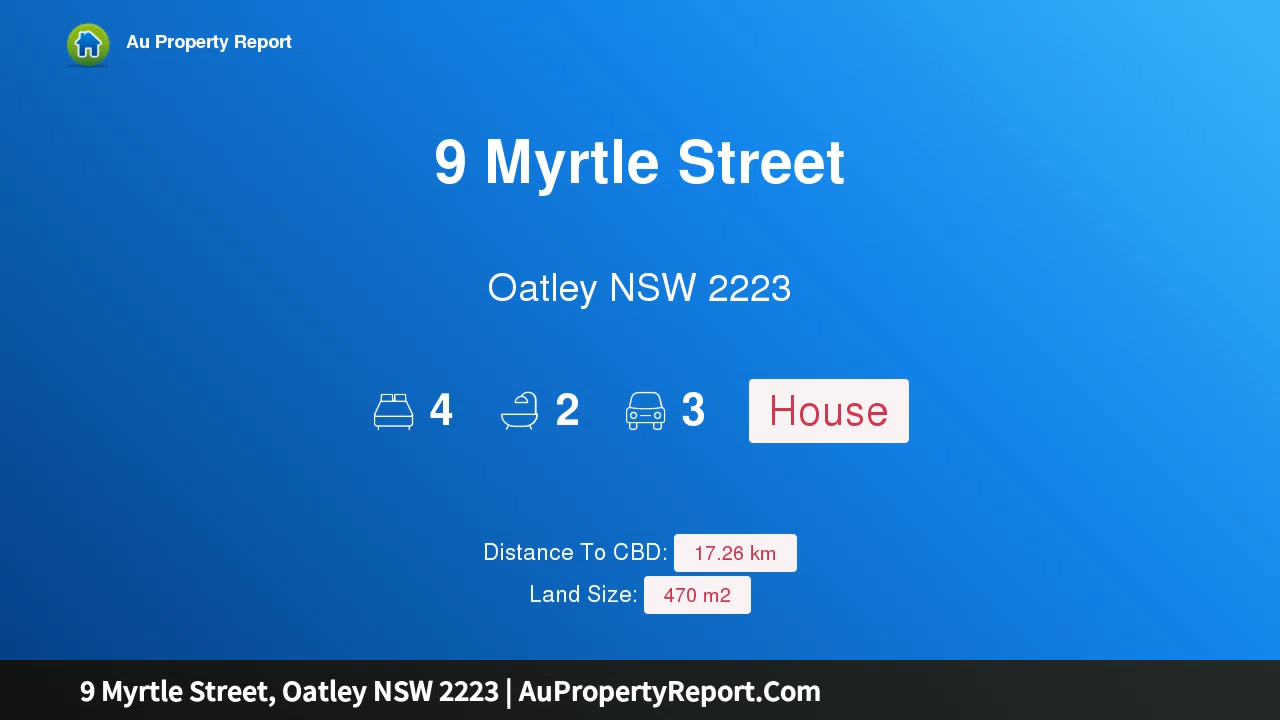 Au Property Report
9 Myrtle Street
Oatley NSW 2223
4 2 3 House
Distance To CBD: 17.26 km
Land Size: 470 m2
9 Myrtle Street, Oatley NSW 2223 | AuPropertyReport.Com